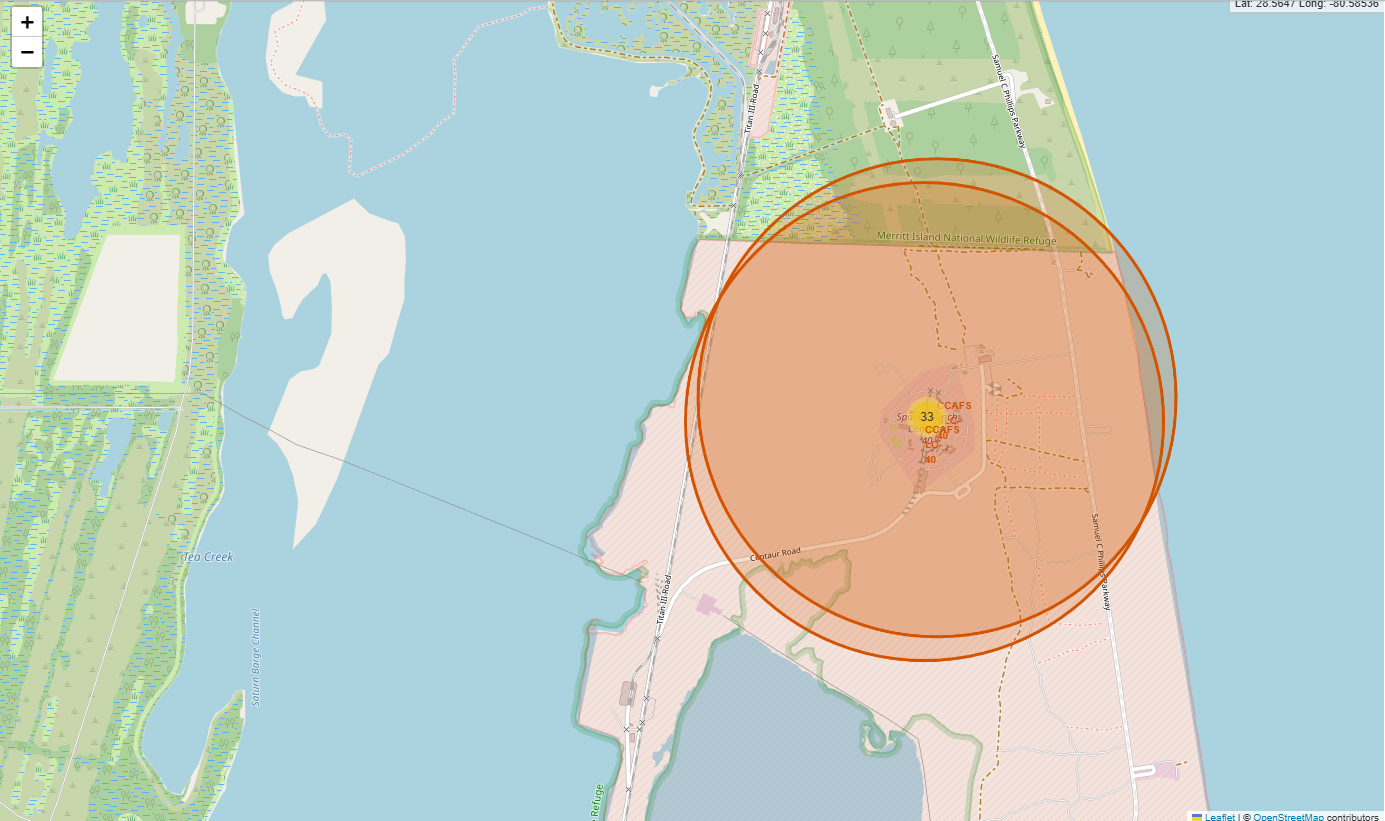 +
Lat: 28.5647 Long: -80.58536
−
Samuel C Phillips Parkway
Titan III Road
Merritt Island National Wildlife Refuge
CCAFS
33
CCAFS
40
40
LC
40
Samuel C Phillips Parkway
Centaur Road
Tea Creek
Titan III Road
Saturn Barge Channel
Refuge
Leaflet | © OpenStreetMap contributors